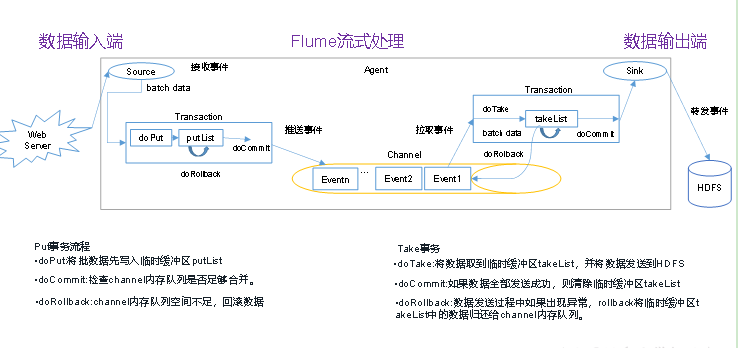 数据输入端
Flume流式处理
数据输出端
接收事件
Agent
Source
batch data
Web
Server
Transaction
doPut
putList
doCommit
doRollback
推送事件
Channel
Eventn
...
Event2
Event1
拉取事件
Transaction
doTake
takeList
batch data
doCommit
doRollback
Sink
转发事件
HDFS
Put事务流程
•doPut将批数据先写入临时缓冲区putList
•doCommit:检查channel内存队列是否足够合并。
•doRollback:channel内存队列空间不足，回滚数据
Take事务
•doTake:将数据取到临时缓冲区takeList，并将数据发送到HDFS
•doCommit:如果数据全部发送成功，则清除临时缓冲区takeList
•doRollback:数据发送过程中如果出现异常，rollback将临时缓冲区t
akeList中的数据归还给channel内存队列。